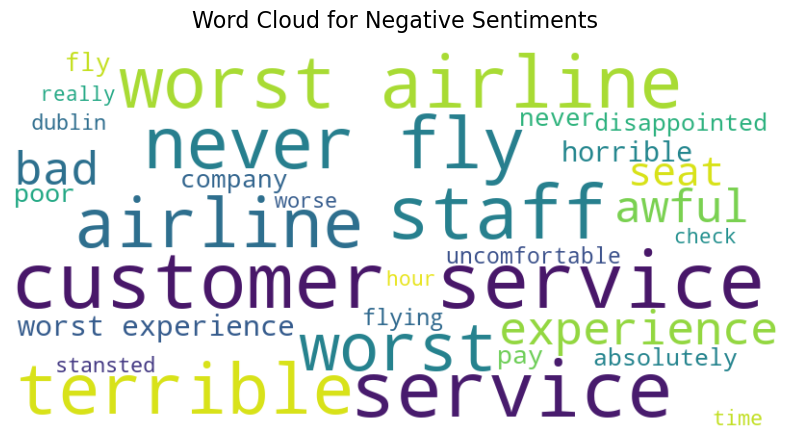 Word Cloud for Negative Sentiments
fly
worst airline
really
dublin
never fly
never
disappointed
bad
company
horrible
seat
poor
worse
airline
staff
awful
check
customer service
uncomfortable
hour
worst experience
flying
worst
experience
stansted
pay
absolutely
terrible
service
time